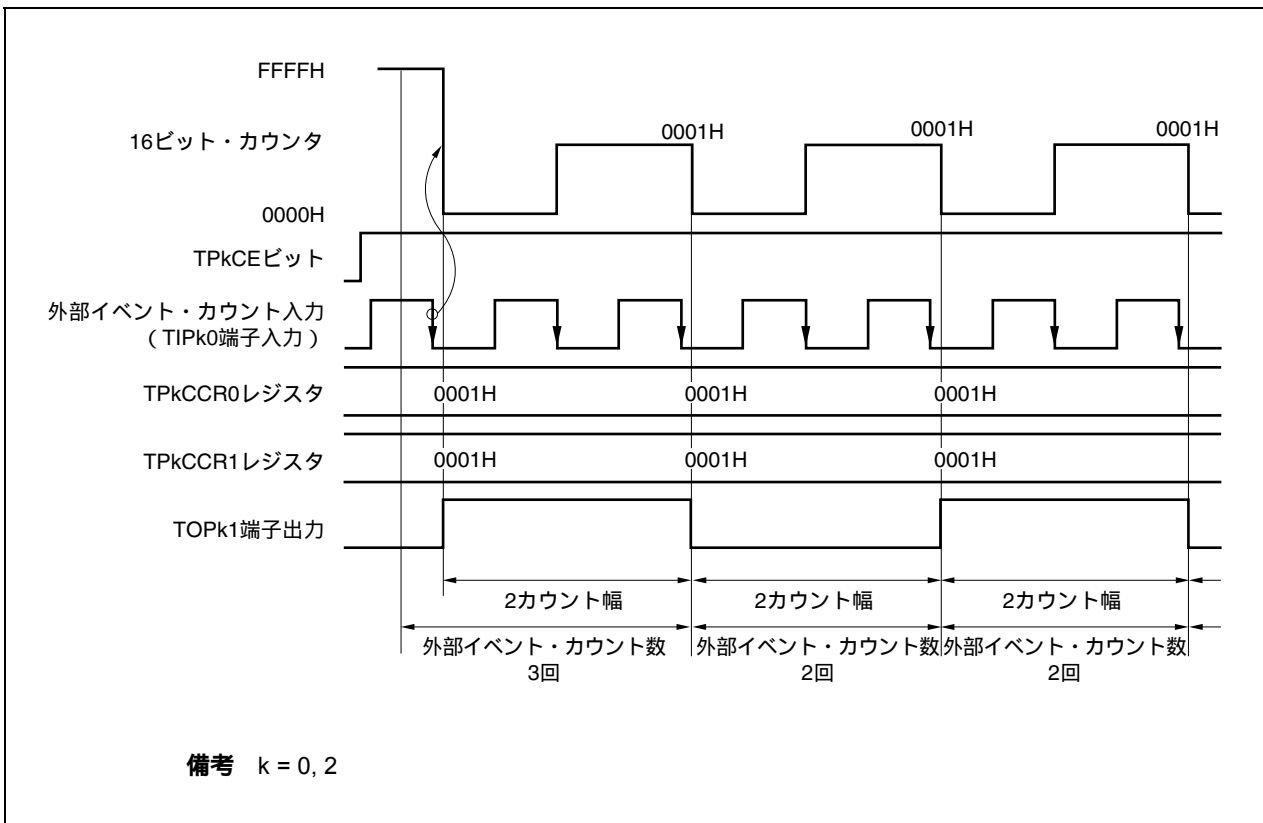 FFFFH
16ビット・カウンタ
0001H 0001H 0001H
0000H
TPkCEビット
外部イベント・カウント入力
（TIPk0端子入力）
TPkCCR0レジスタ 0001H 0001H 0001H
TPkCCR1レジスタ 0001H 0001H 0001H
TOPk1端子出力
2カウント幅 2カウント幅 2カウント幅
外部イベント・カウント数 外部イベント・カウント数 外部イベント・カウント数
3回 2回 2回
備考 k = 0, 2